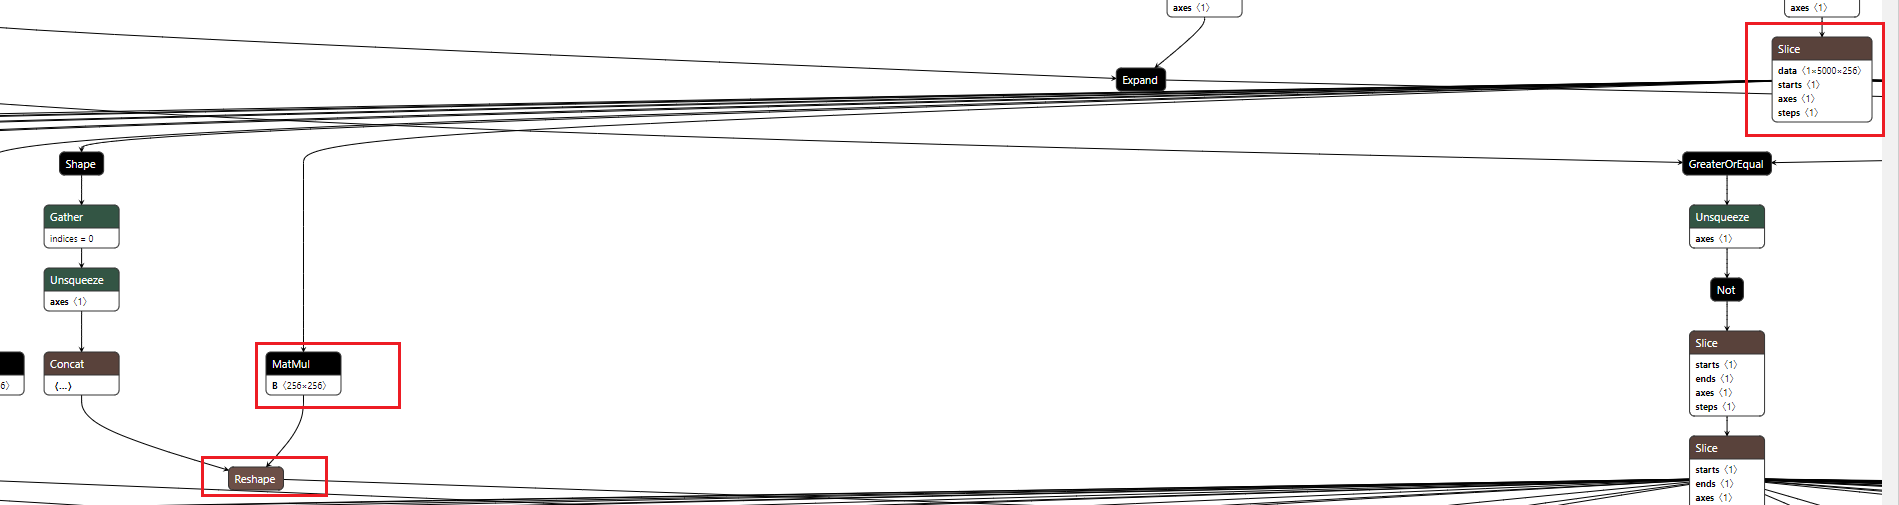 axes 〈1〉
axes 〈1〉
Expand
Slice
data 〈1×5000×256〉
starts 〈1〉
axes 〈1〉
steps 〈1〉
Shape
GreaterOrEqual
Gather
indices = 0
Unsqueeze
axes 〈1〉
Unsqueeze
axes 〈1〉
Not
6〉
Concat
〈...〉
MatMul
B 〈256×256〉
Slice
starts 〈1〉
ends 〈1〉
axes 〈1〉
steps 〈1〉
Reshape
Slice
starts 〈1〉
ends 〈1〉
axes 〈1〉